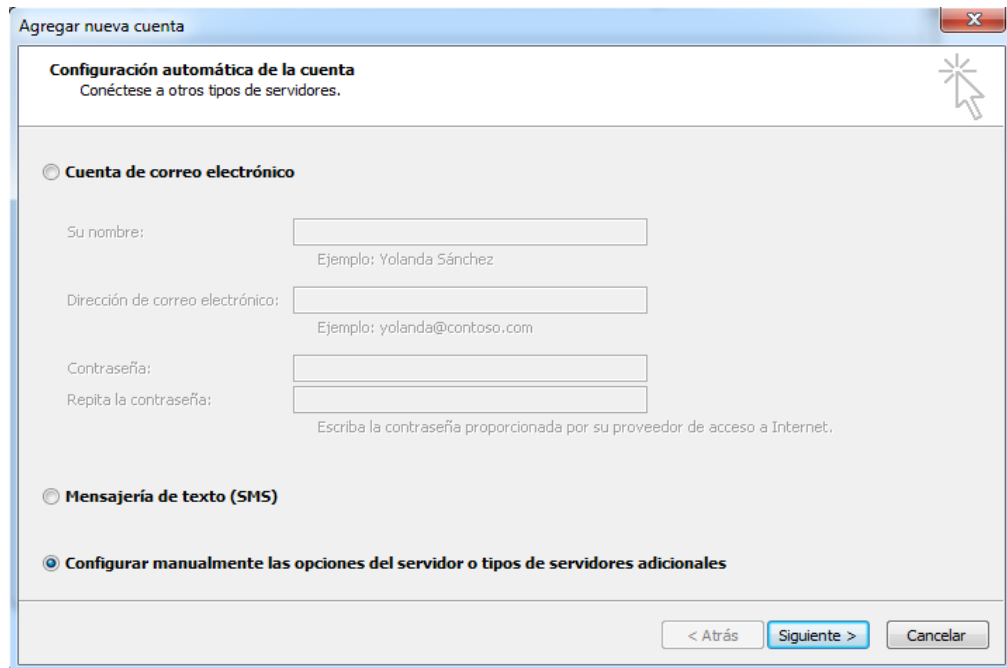 Agregar nueva cuenta
Configuración automática de la cuenta
Conéctese a otros tipos de servidores.
Cuenta de correo electrónico
Su nombre:
Ejemplo: Yolanda Sánchez
Dirección de correo electrónico:
Ejemplo: yolanda@contoso.com
Contraseña:
Repita la contraseña:
Escriba la contraseña proporcionada por su proveedor de acceso a Internet.
Mensajería de texto (SMS)
Configurar manualmente las opciones del servidor o tipos de servidores adicionales
< Atrás Siguiente > Cancelar